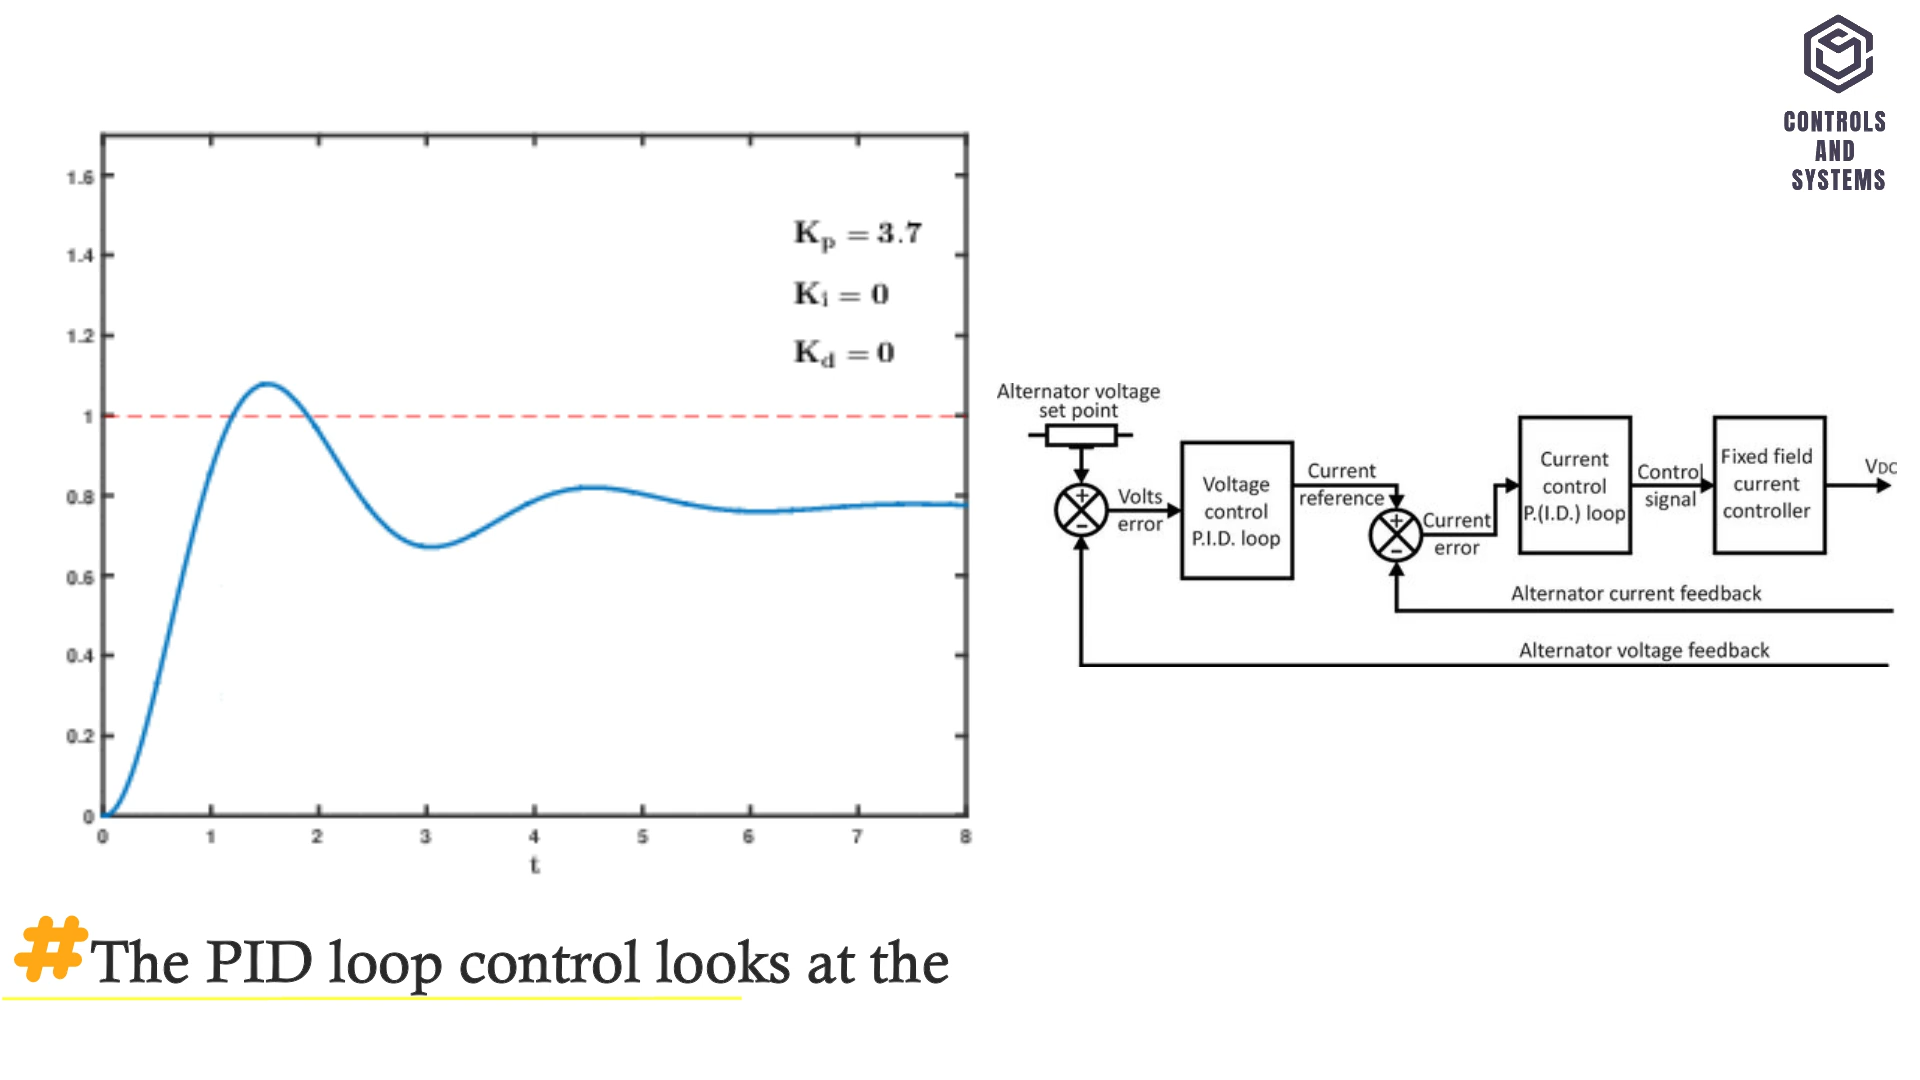 CONTROLS
AND
SYSTEMS
1.6
1.4
1.2
1
0.8
0.6
0.4
0.2
0
0 1 2 3 4 5 6 7 8
t
Kp = 3.7
Ki = 0
Kd = 0
Alternator voltage
set point
+
-
Volts
error
Voltage
control
P.I.D. loop
Current
reference
+
-
Current
error
Current
control
P.(I.D.) loop
Control
signal
Fixed field
current
controller
VDC
Alternator current feedback
Alternator voltage feedback
#The PID loop control looks at the